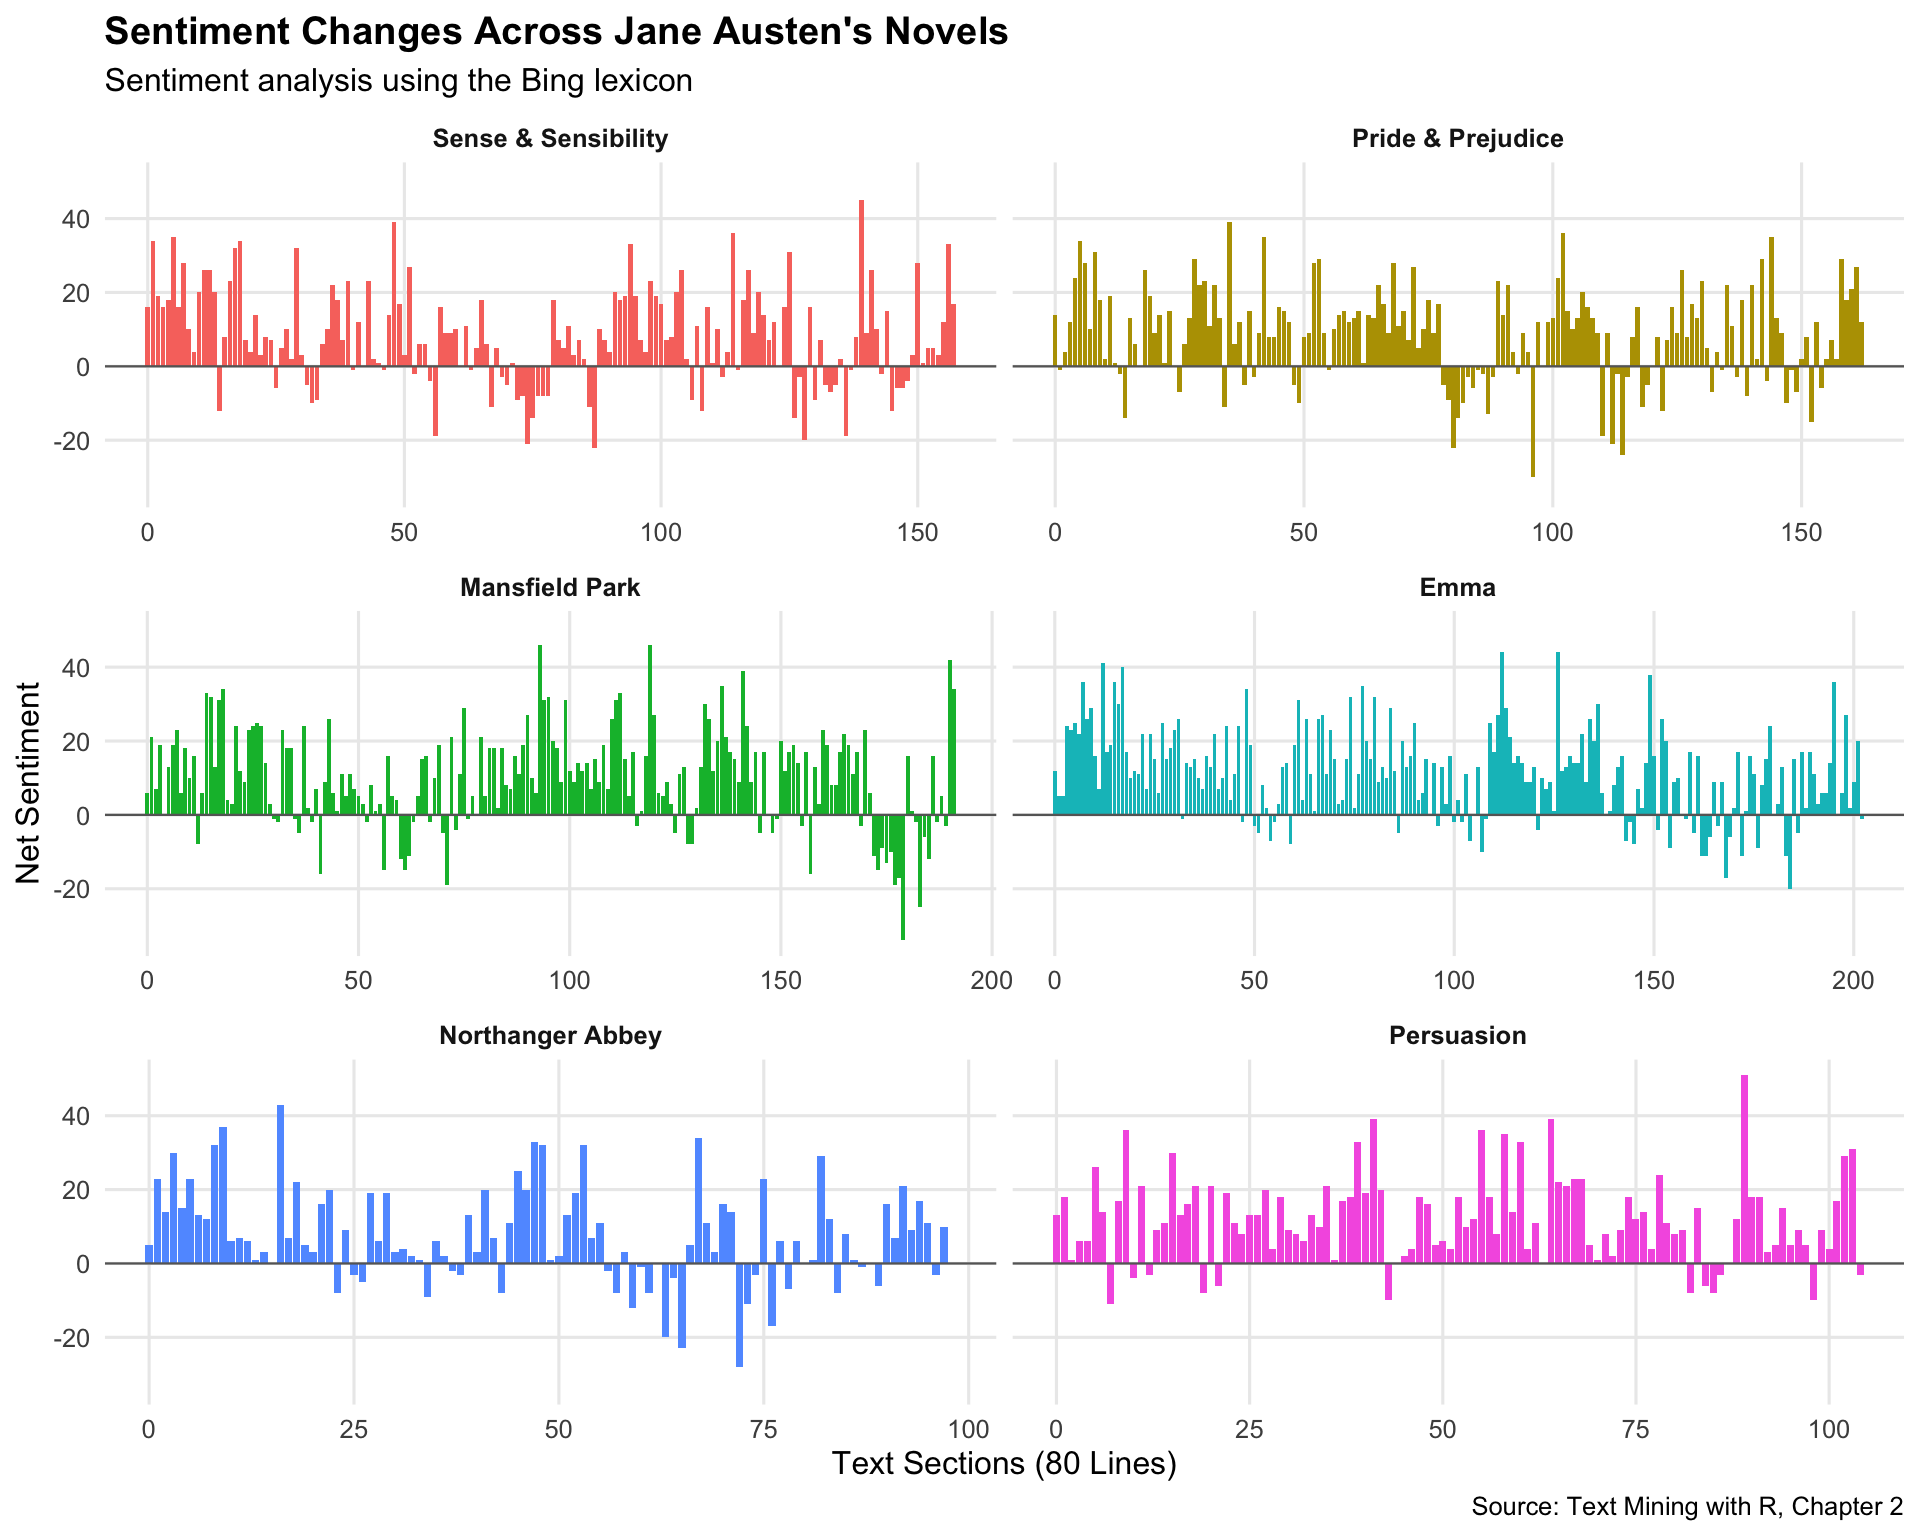 Sentiment Changes Across Jane Austen's Novels
Sentiment analysis using the Bing lexicon
Sense & Sensibility
Pride & Prejudice
40
20
0
-20
0 50 100 150
0 50 100 150
Mansfield Park
Emma
40
20
0
-20
0 50 100 150 200
0 50 100 150 200
Net Sentiment
Northanger Abbey
Persuasion
40
20
0
-20
0 25 50 75 100
0 25 50 75 100
Text Sections (80 Lines)
Source: Text Mining with R, Chapter 2